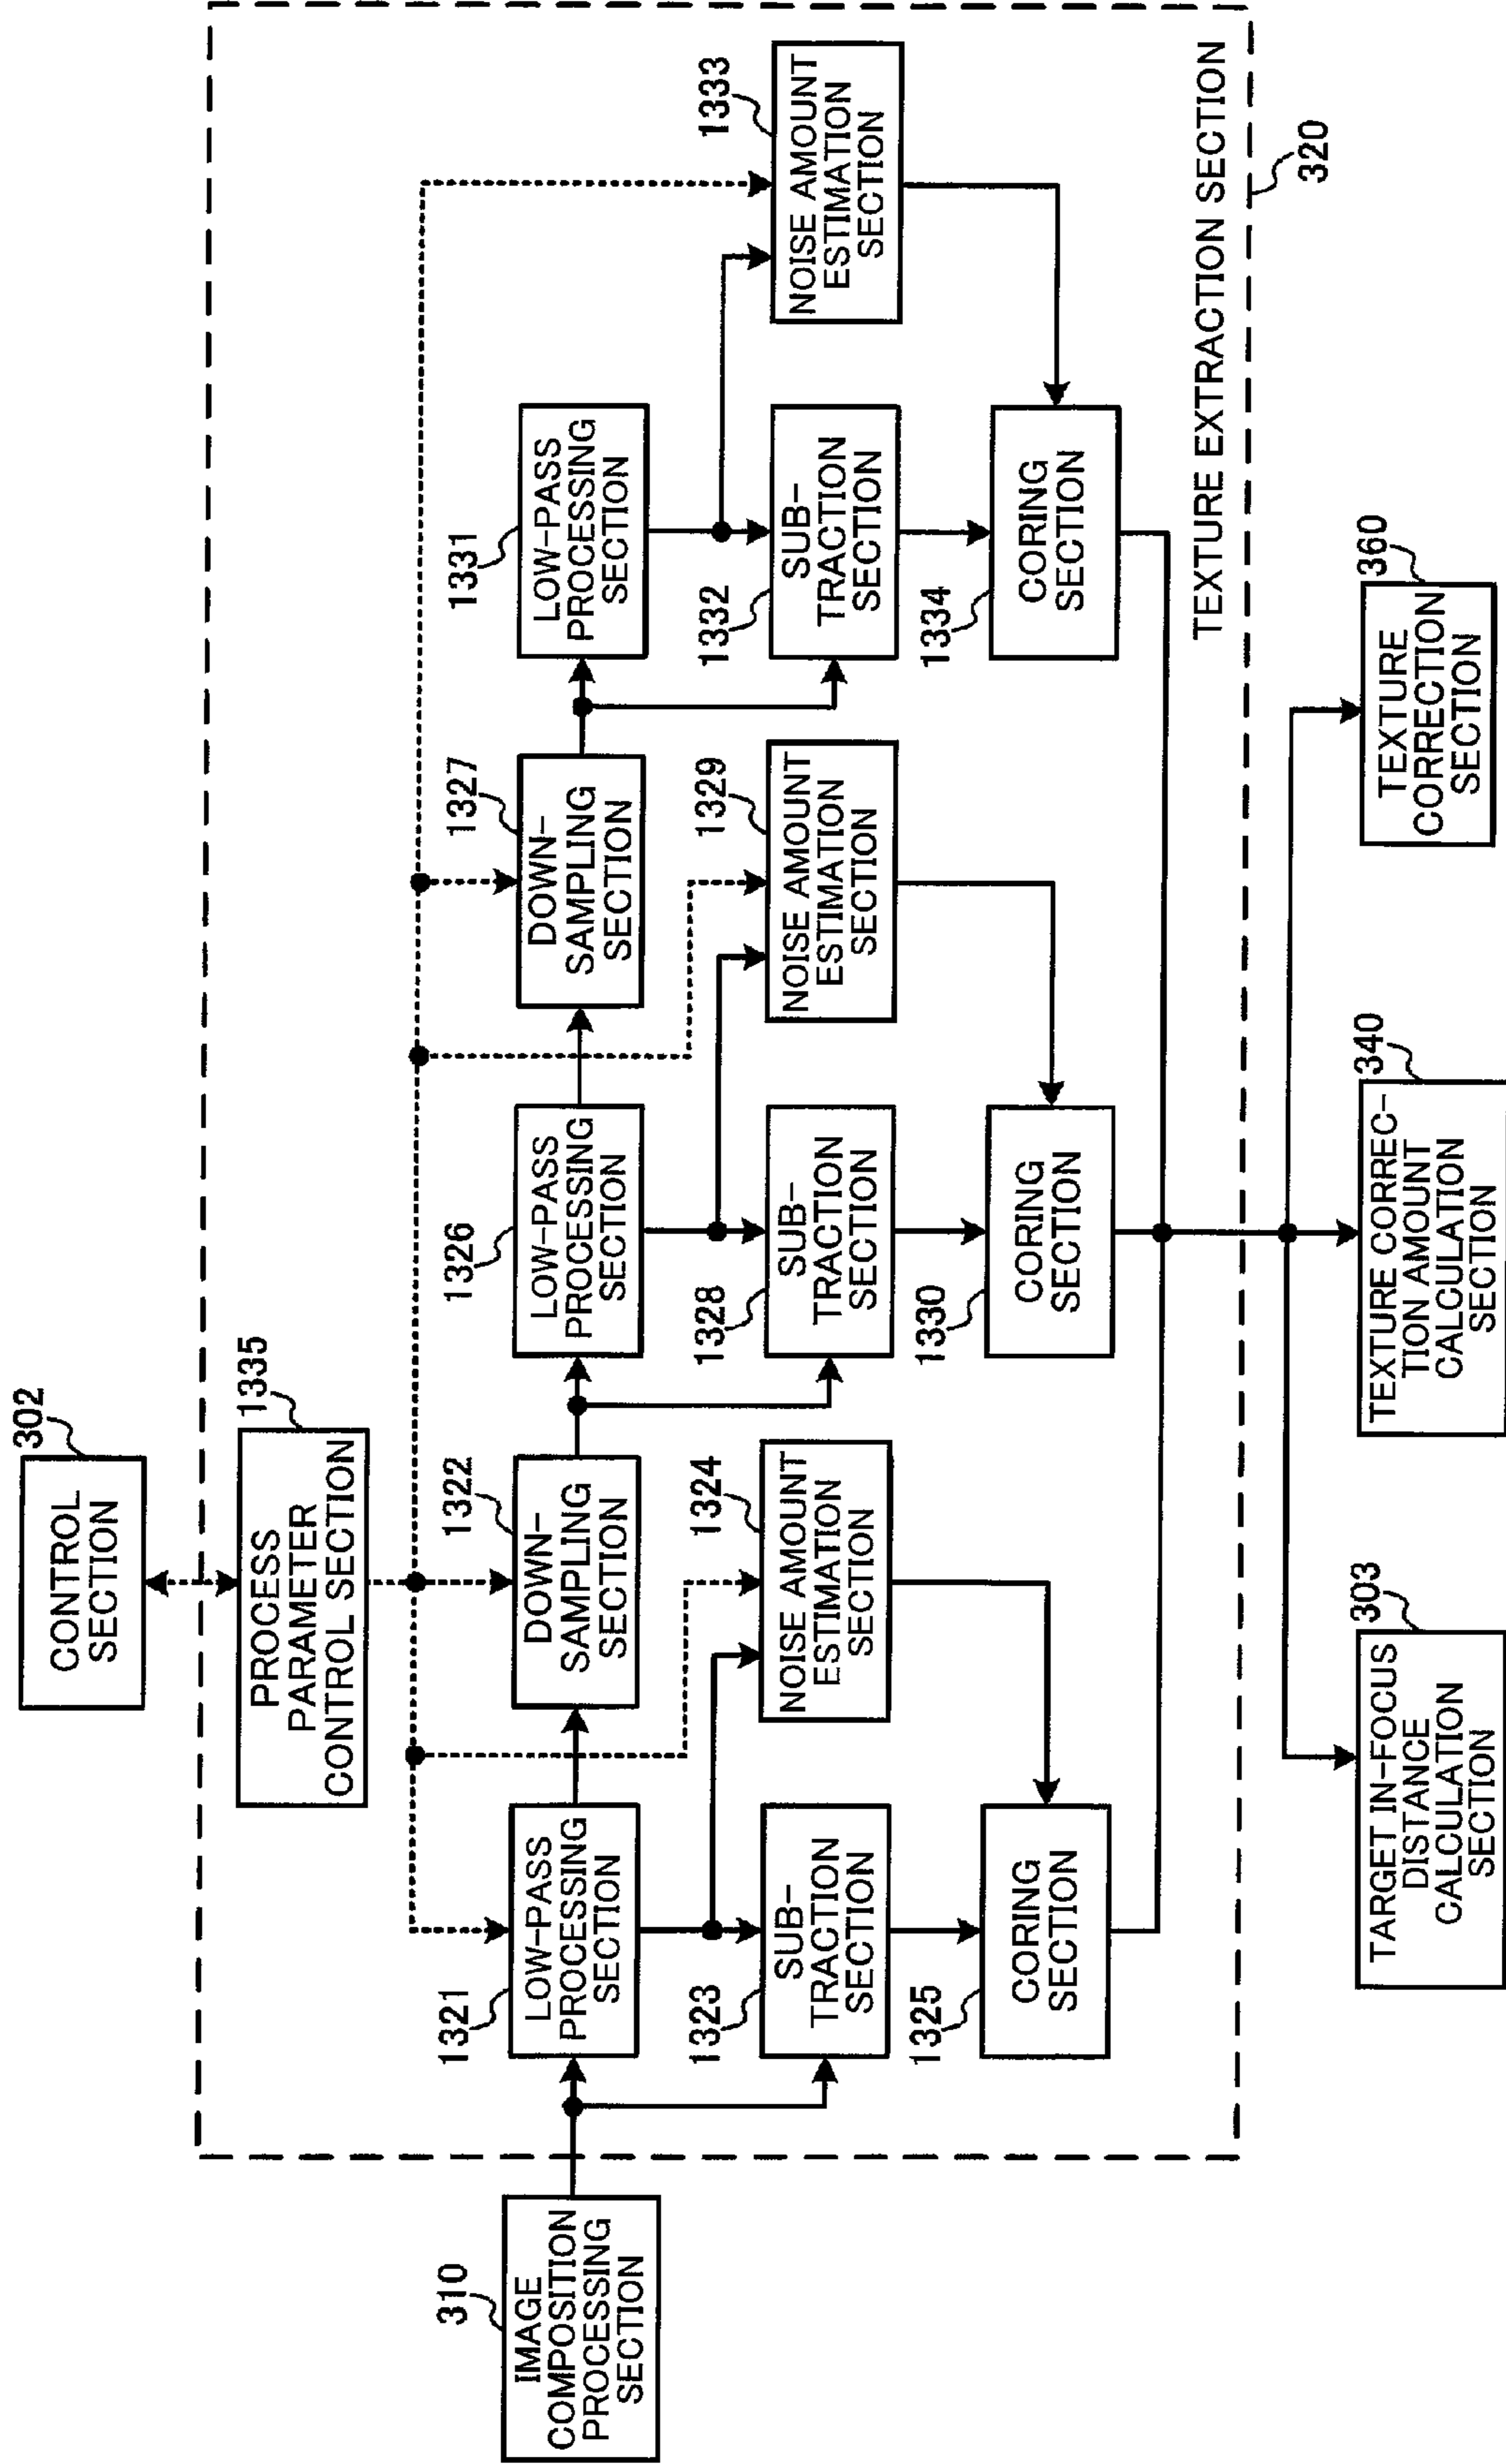 302
CONTROL
SECTION
1335
PROCESS
PARAMETER
CONTROL SECTION
310
IMAGE
COMPOSITION
PROCESSING
SECTION
1321
LOW-PASS
PROCESSING
SECTION
1322
DOWN-
SAMPLING
SECTION
1326
LOW-PASS
PROCESSING
SECTION
1327
DOWN-
SAMPLING
SECTION
1331
LOW-PASS
PROCESSING
SECTION
1323
SUB-
TRACTION
SECTION
1324
NOISE AMOUNT
ESTIMATION
SECTION
1328
SUB-
TRACTION
SECTION
1329
NOISE AMOUNT
ESTIMATION
SECTION
1332
SUB-
TRACTION
SECTION
1333
NOISE AMOUNT
ESTIMATION
SECTION
1325
CORING
SECTION
1330
CORING
SECTION
1334
CORING
SECTION
TEXTURE EXTRACTION SECTION
320
303
TARGET IN-FOCUS
DISTANCE
CALCULATION
SECTION
340
TEXTURE CORREC-
TION AMOUNT
CALCULATION
SECTION
360
TEXTURE
CORRECTION
SECTION